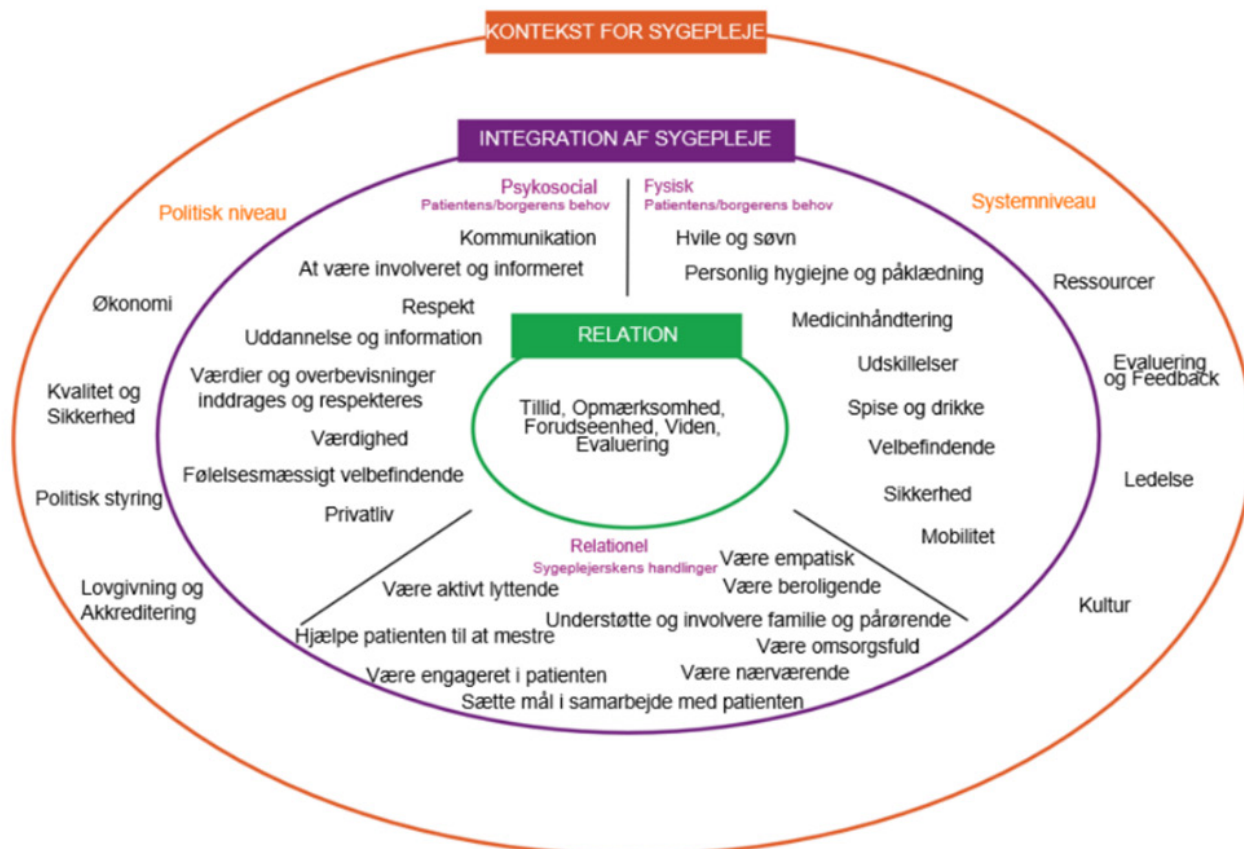 KONTEKST FOR SYGEPLEJE
INTEGRATION AF SYGEPLEJE
Politisk niveau
Økonomi
Kvalitet og
Sikkerhed
Politisk styring
Lovgivning og
Akkreditering
Psykosocial
Patientens/borgerens behov
Kommunikation
At være involveret og informeret
Respekt
Uddannelse og information
Værdier og overbevisninger
inddrages og respekteres
Værdighed
Følelsesmæssigt velbefindende
Privatliv
Fysisk
Patientens/borgerens behov
Hvile og søvn
Personlig hygiejne og påklædning
Medicinhåndtering
Udskillelser
Spise og drikke
Velbefindende
Sikkerhed
Mobilitet
Systemniveau
Ressourcer
Evaluering
og Feedback
Ledelse
Kultur
RELATION
Tillid, Opmærksomhed,
Forudseenhed, Viden,
Evaluering
Relationel
Sygeplejerskens handlinger
Være empatisk
Være aktivt lyttende
Være beroligende
Understøtte og involvere familie og pårørende
Hjælpe patienten til at mestre
Være omsorgsfuld
Være engageret i patienten
Være nærværende
Sætte mål i samarbejde med patienten